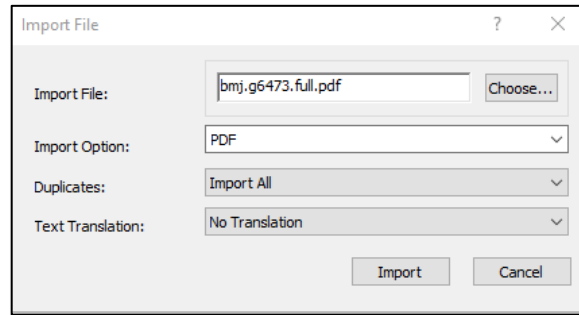 Import File ?
Import File: bmj.g6473.full.pdf Choose...
Import Option: PDF
Duplicates: Import All
Text Translation: No Translation
Import Cancel